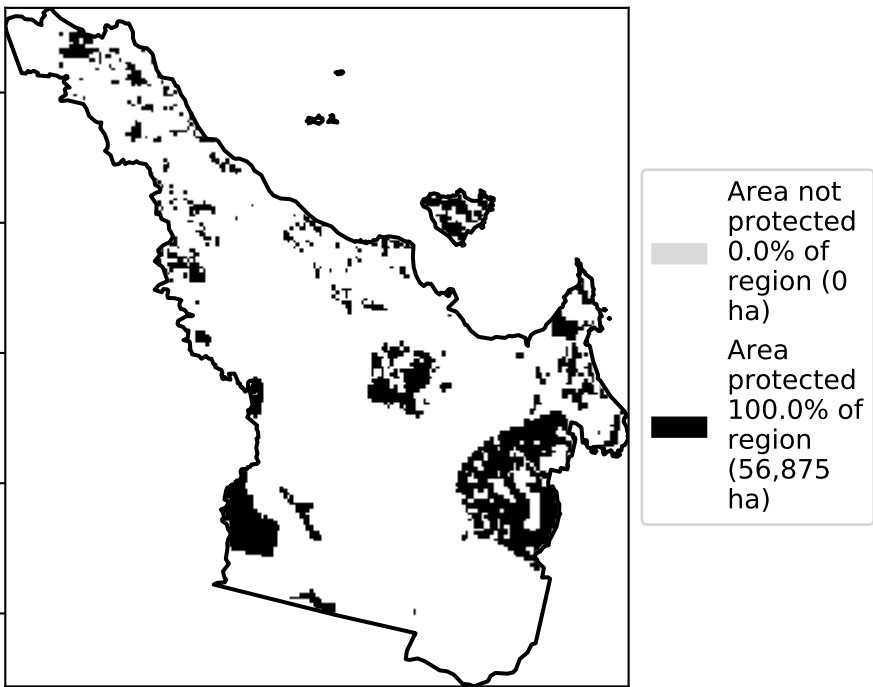 Area not
protected
0.0% of
region (0
ha)
Area
protected
100.0% of
region
(56,875
ha)